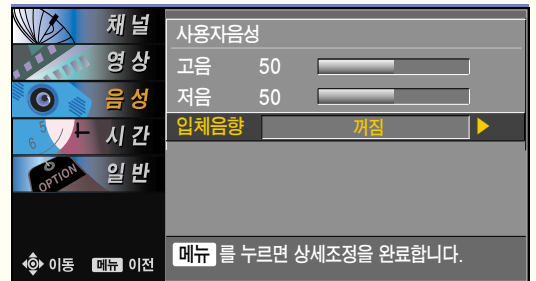 채널
영상
음성
시간
일반
OPTION
5
6
이동 메뉴 이전
사용자음성
고음 50
저음 50
입체음향 꺼짐
메뉴 를 누르면 상세조정을 완료합니다.